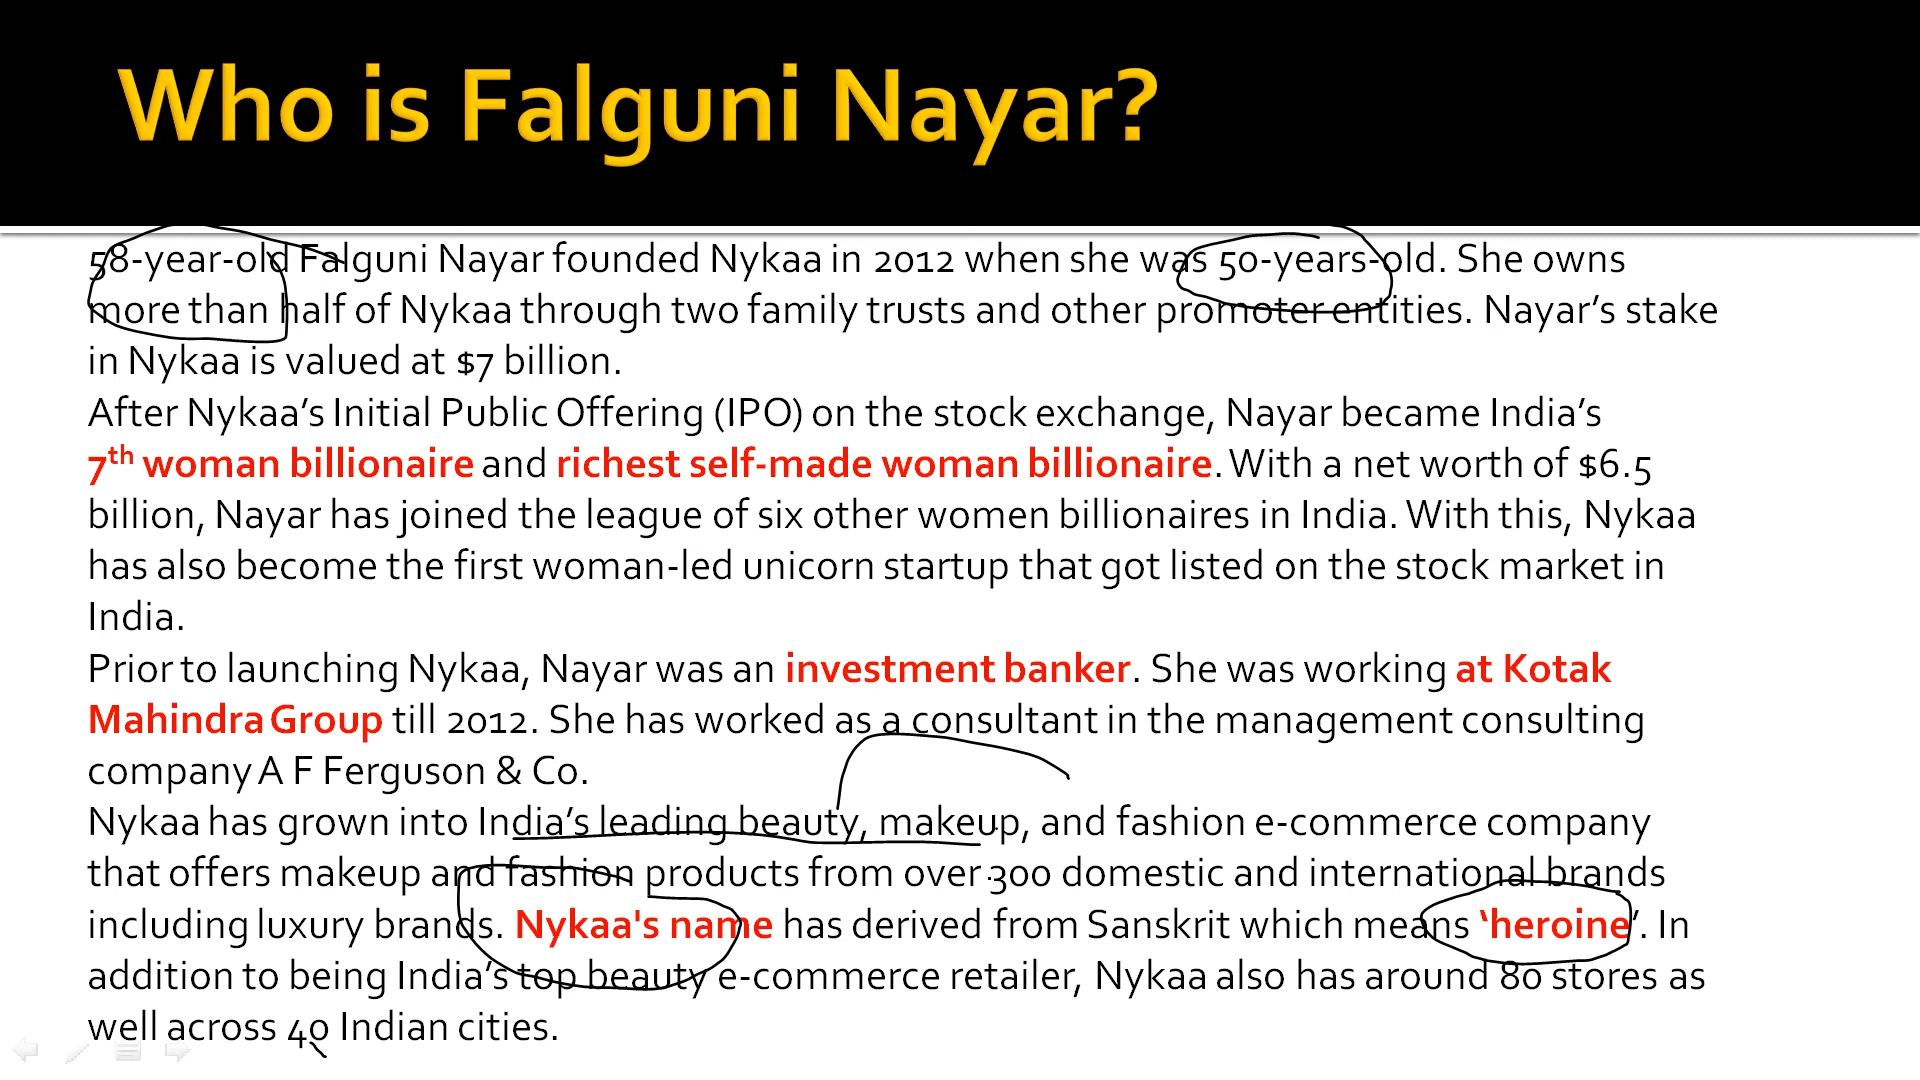 Who is Falguni Nayar?
58-year-old Falguni Nayar founded Nykaa in 2012 when she was 50-years-old. She owns
more than half of Nykaa through two family trusts and other promoter entities. Nayar’s stake
in Nykaa is valued at $7 billion.
After Nykaa’s Initial Public Offering (IPO) on the stock exchange, Nayar became India’s
7th woman billionaire and richest self-made woman billionaire. With a net worth of $6.5
billion, Nayar has joined the league of six other women billionaires in India. With this, Nykaa
has also become the first woman-led unicorn startup that got listed on the stock market in
India.
Prior to launching Nykaa, Nayar was an investment banker. She was working at Kotak
Mahindra Group till 2012. She has worked as a consultant in the management consulting
company A F Ferguson & Co.
Nykaa has grown into India’s leading beauty, makeup, and fashion e-commerce company
that offers makeup and fashion products from over 300 domestic and international brands
including luxury brands. Nykaa's name has derived from Sanskrit which means ‘heroine’. In
addition to being India’s top beauty e-commerce retailer, Nykaa also has around 80 stores as
well across 40 Indian cities.